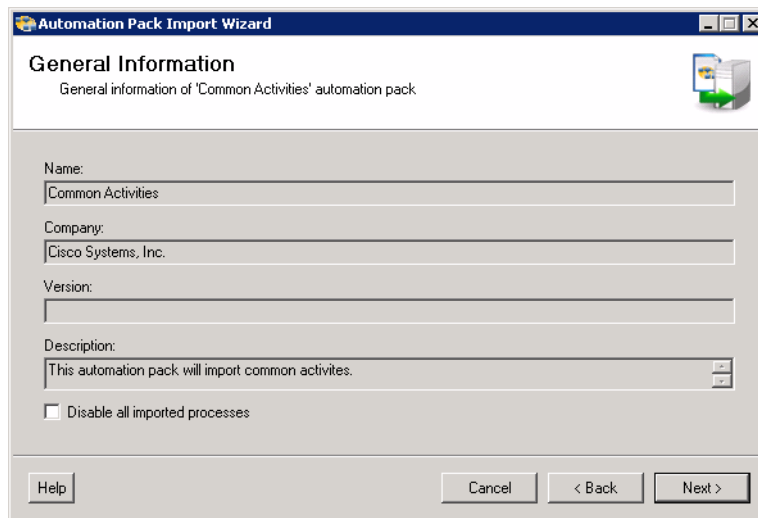 Automation Pack Import Wizard
General Information
General information of 'Common Activities' automation pack
Name:
Common Activities
Company:
Cisco Systems, Inc.
Version:
Description:
This automation pack will import common activites.
Disable all imported processes
Help
Cancel
< Back
Next >